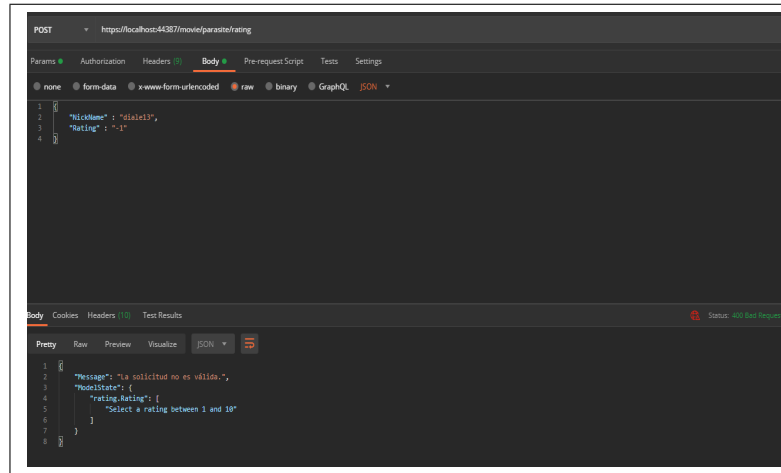 POST https://localhost:44387/movie/parasite/rating
Params Authorization Headers (9) Body Pre-request Script Tests Settings
none form-data x-www-form-urlencoded raw binary GraphQL JSON
1 {
2 "NickName" : "diale13",
3 "Rating" : "-1"
4 }
Body Cookies Headers (10) Test Results Status: 400 Bad Reques
Pretty Raw Preview Visualize JSON
1 {
2 "Message": "La solicitud no es válida.",
3 "ModelState": {
4 "rating.Rating": [
5 "Select a rating between 1 and 10"
6 ]
7 }
8 }